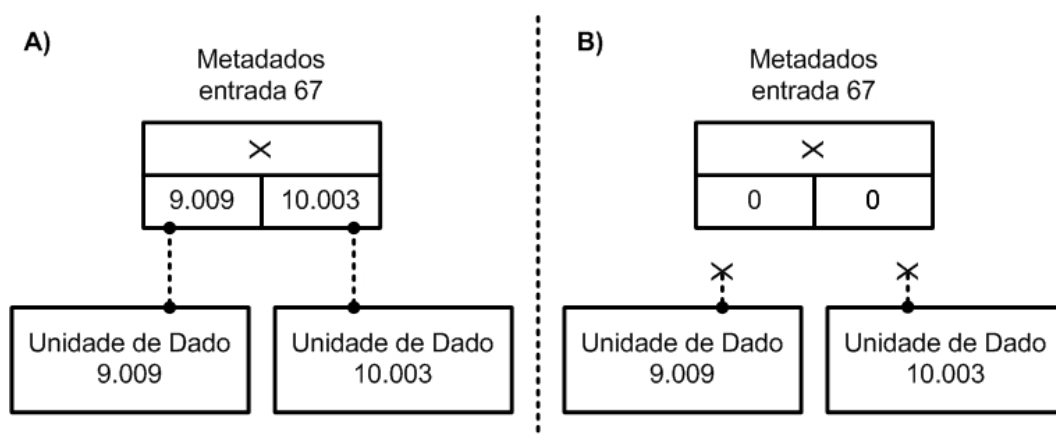 A)
Metadados
entrada 67
9.009 10.003
Unidade de Dado
9.009
Unidade de Dado
10.003
B)
Metadados
entrada 67
0 0
Unidade de Dado
9.009
Unidade de Dado
10.003